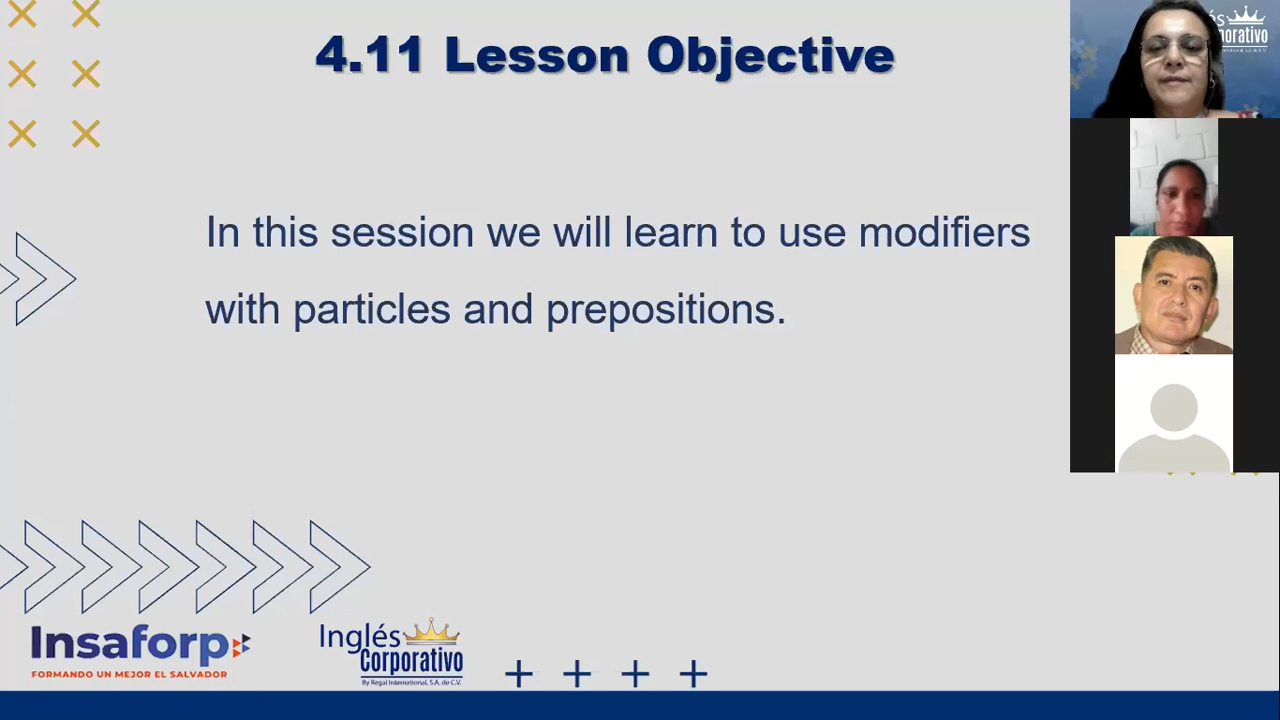 4.11 Lesson Objective
In this session we will learn to use modifiers
with particles and prepositions.
Insaforp
FORMANDO UN MEJOR EL SALVADOR
Inglés
Corporativo
By Regal International, S.A. de C.V.